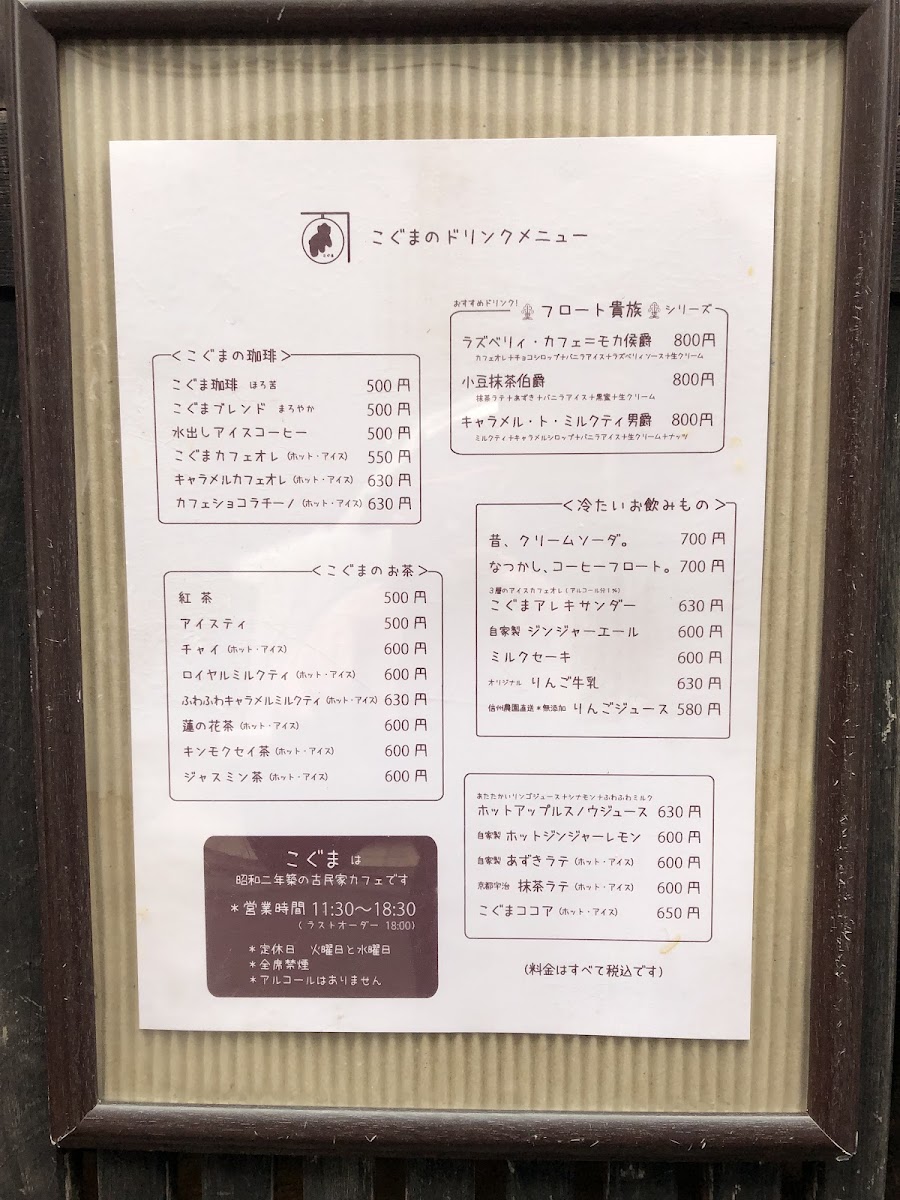 こぐま
こぐまのドリンクメニュー
＜こぐまの珈琲＞
こぐま珈琲 ほろ苦 500円
こぐまブレンド まろやか 500円
水出しアイスコーヒー 500円
こぐまカフェオレ（ホット・アイス） 550円
キャラメルカフェオレ（ホット・アイス） 630円
カフェショコラチーノ（ホット・アイス） 630円
＜こぐまのお茶＞
紅 茶 500円
アイスティ 500円
チャイ（ホット・アイス） 600円
ロイヤルミルクティ（ホット・アイス） 600円
ふわふわキャラメルミルクティ（ホット・アイス） 630円
蓮の花茶（ホット・アイス） 600円
キンモクセイ茶（ホット・アイス） 600円
ジャスミン茶（ホット・アイス） 600円
こぐま は
昭和二年築の古民家カフェです
＊営業時間 11:30〜18:30
（ラストオーダー 18:00）
＊定休日 火曜日と水曜日
＊全席禁煙
＊アルコールはありません
おすすめドリンク！
フロート貴族 シリーズ
ラズベリィ・カフェ＝モカ侯爵 800円
カフェオレ＋チョコシロップ＋バニラアイス＋ラズベリィソース＋生クリーム
小豆抹茶伯爵 800円
抹茶ラテ＋あずき＋バニラアイス＋黒蜜＋生クリーム
キャラメル・ト・ミルクティ男爵 800円
ミルクティ＋キャラメルシロップ＋バニラアイス＋生クリーム＋ナッツ
＜冷たいお飲みもの＞
昔、クリームソーダ。 700円
なつかし、コーヒーフロート。 700円
３層のアイスカフェオレ（アルコール分１％）
こぐまアレキサンダー 630円
自家製 ジンジャーエール 600円
ミルクセーキ 600円
オリジナル りんご牛乳 630円
信州農園直送＊無添加 りんごジュース 580円
あたたかいリンゴジュース＋シナモン＋ふわふわミルク
ホットアップルスノウジュース 630円
自家製 ホットジンジャーレモン 600円
自家製 あずきラテ（ホット・アイス） 600円
京都宇治 抹茶ラテ（ホット・アイス） 600円
こぐまココア（ホット・アイス） 650円
（料金はすべて税込です）